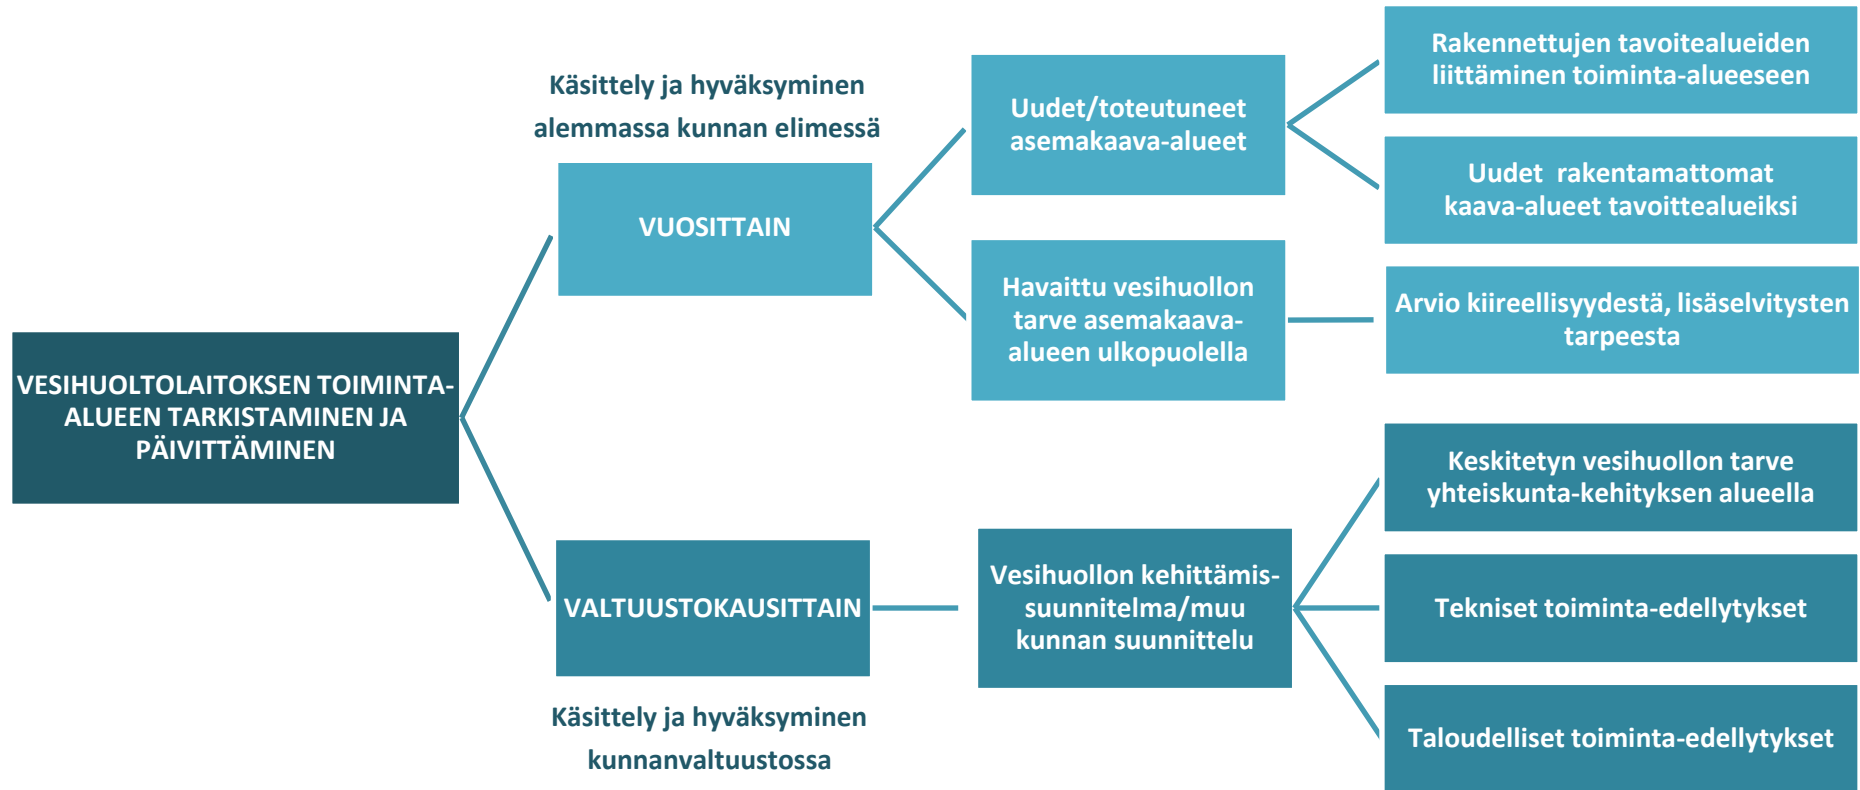 VESIHUOLTOLAITOKSEN TOIMINTA-
ALUEEN TARKISTAMINEN JA
PÄIVITTÄMINEN
Käsittely ja hyväksyminen
alemmassa kunnan elimessä
VUOSITTAIN
Uudet/toteutuneet
asemakaava-alueet
Rakennettujen tavoitealueiden
liittäminen toiminta-alueeseen
Uudet rakentamattomat
kaava-alueet tavoittealueiksi
Havaittu vesihuollon
tarve asemakaava-
alueen ulkopuolella
Arvio kiireellisyydestä, lisäselvitysten
tarpeesta
VALTUUSTOKAUSITTAIN
Käsittely ja hyväksyminen
kunnanvaltuustossa
Vesihuollon kehittämis-
suunnitelma/muu
kunnan suunnittelu
Keskitetyn vesihuollon tarve
yhteiskunta-kehityksen alueella
Tekniset toiminta-edellytykset
Taloudelliset toiminta-edellytykset